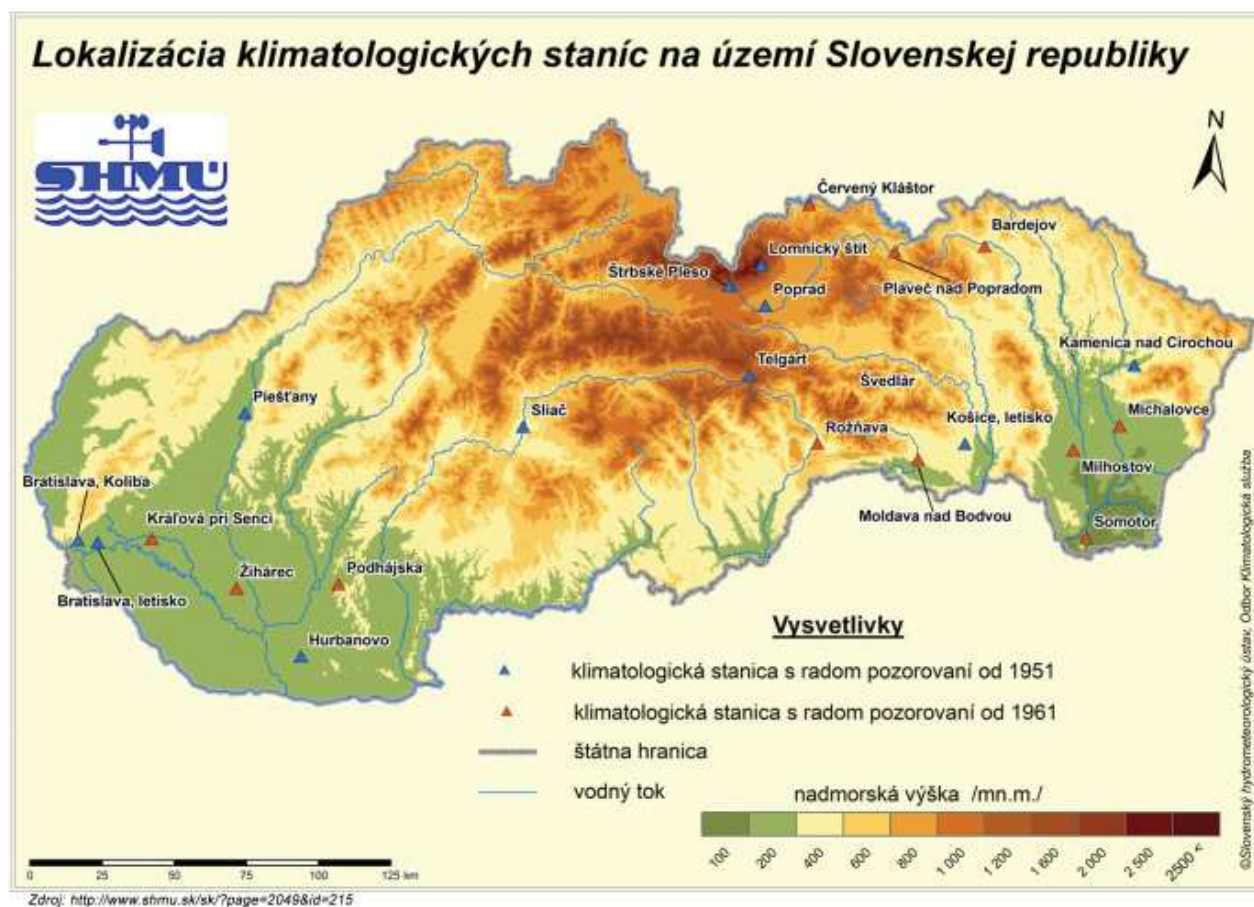 Lokalizácia klimatologických staníc na území Slovenskej republiky
SHMÚ
N
Červený Kláštor
Bardejov
Lomnický štít
Štrbské Pleso
Poprad
Plaveč nad Popradom
Kamenica nad Cirochou
Telgárt
Švedlár
Piešťany
Sliač
Michalovce
Košice, letisko
Rožňava
Milhostov
Bratislava, Koliba
Kráľová pri Senci
Moldava nad Bodvou
Somotor
Žihárec
Podhájska
Bratislava, letisko
Hurbanovo
Vysvetlivky
klimatologická stanica s radom pozorovaní od 1951
klimatologická stanica s radom pozorovaní od 1961
štátna hranica
vodný tok
nadmorská výška /mn.m./
100 200 400 600 800 1 000 1 200 1 600 2 000 2 500 2500 <
0 25 50 75 100 125 km
©Slovenský hydrometeorologický ústav, Odbor Klimatologická služba
Zdroj: http://www.shmu.sk/sk/?page=2049&id=215